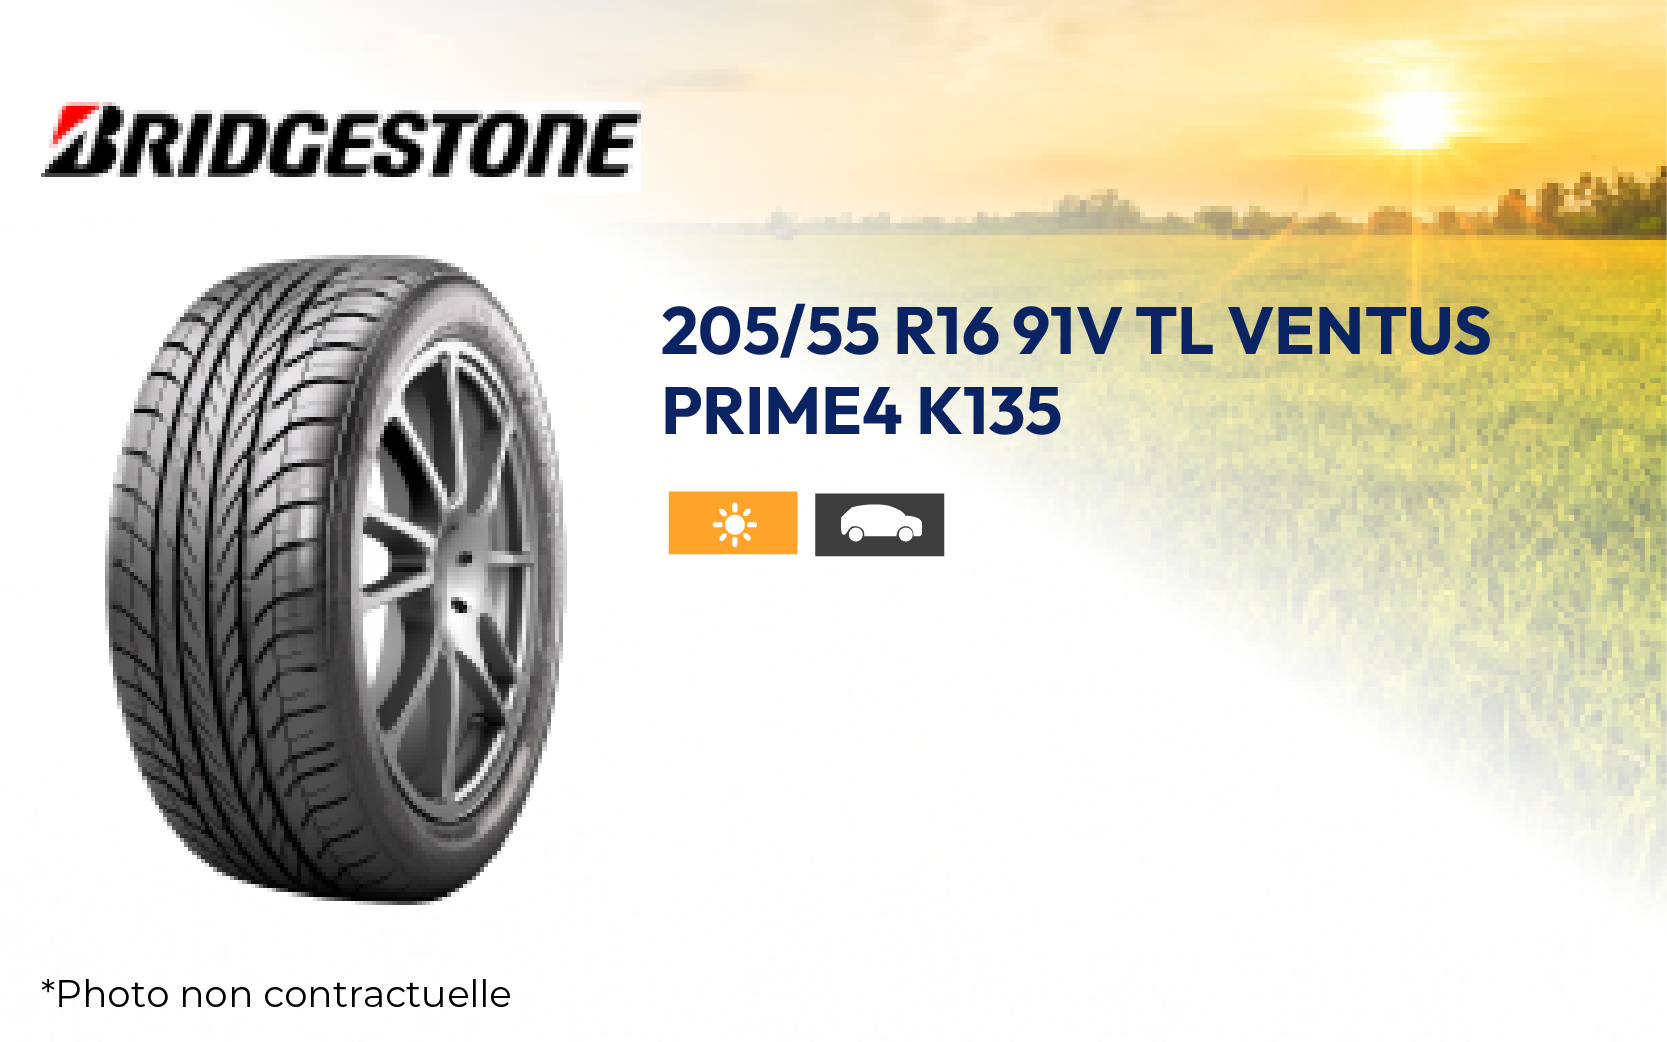 BRIDGESTONE
205/55 R16 91V TL VENTUS
PRIME4 K135
*Photo non contractuelle